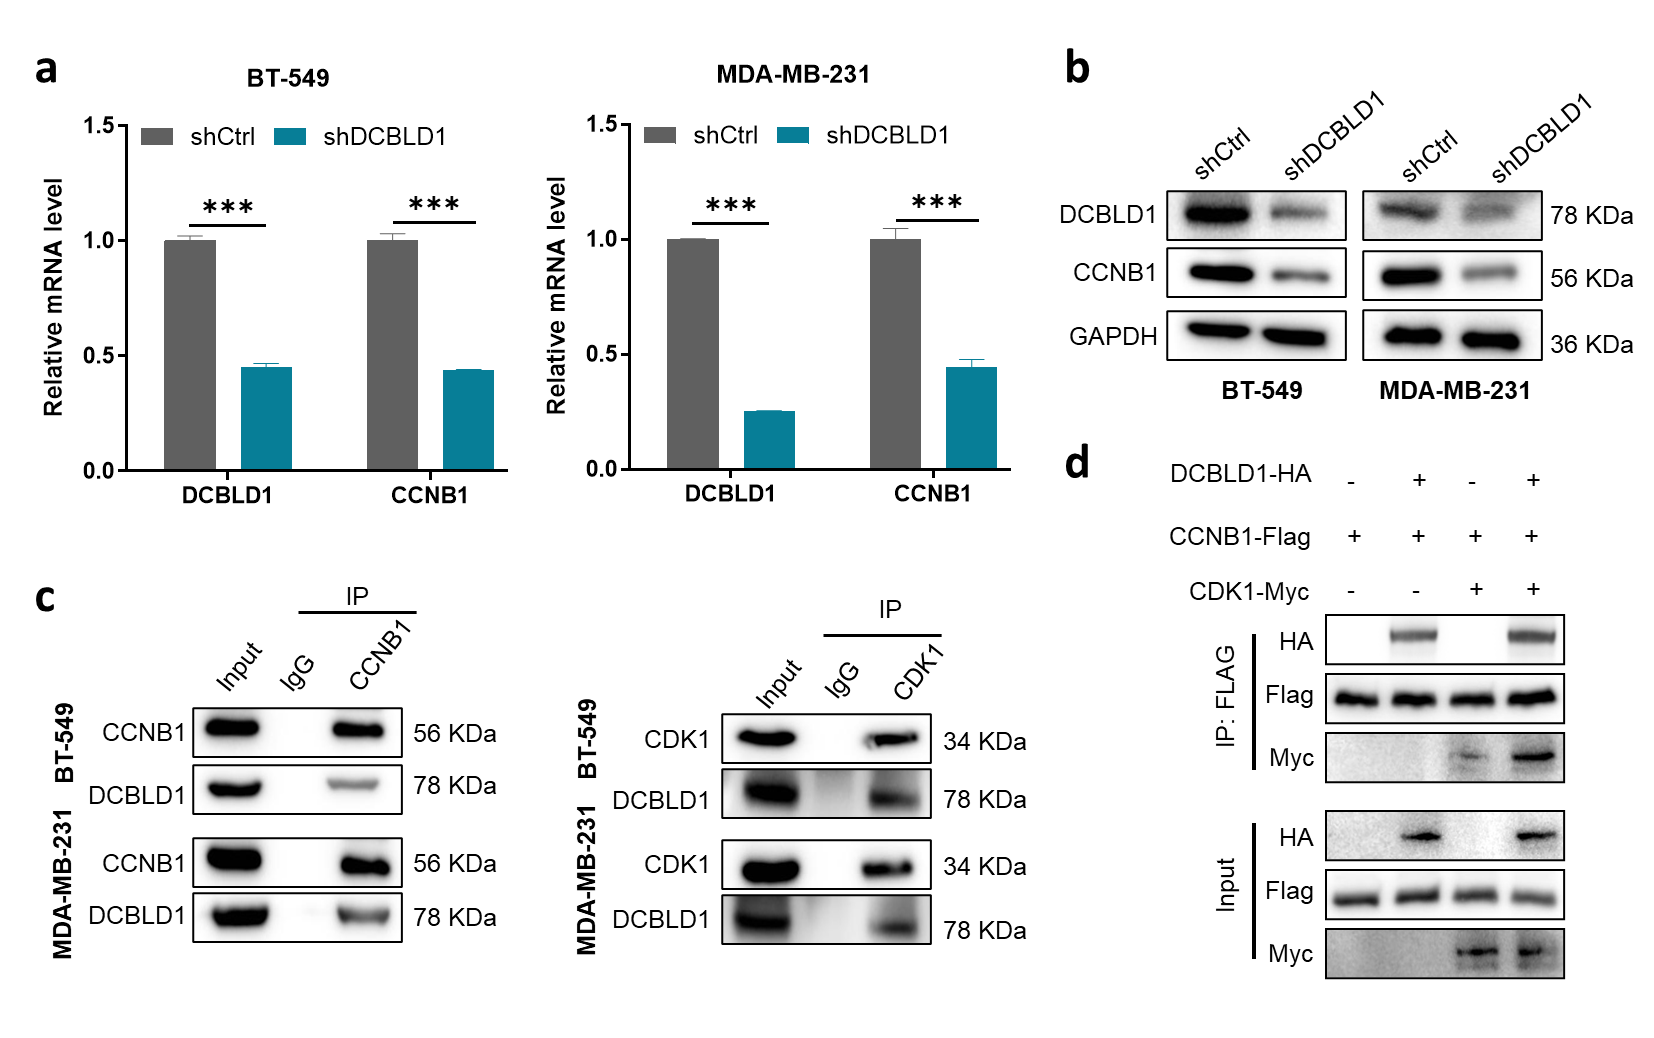 a
BT-549
shCtrl shDCBLD1
Relative mRNA level
1.5
1.0
0.5
0.0
*** ***
DCBLD1 CCNB1
MDA-MB-231
shCtrl shDCBLD1
Relative mRNA level
1.5
1.0
0.5
0.0
*** ***
DCBLD1 CCNB1
b
shCtrl shDCBLD1 shCtrl shDCBLD1
DCBLD1 78 KDa
CCNB1 56 KDa
GAPDH 36 KDa
BT-549 MDA-MB-231
c
IP
Input IgG CCNB1
BT-549
CCNB1 56 KDa
DCBLD1 78 KDa
MDA-MB-231
CCNB1 56 KDa
DCBLD1 78 KDa
IP
Input IgG CDK1
BT-549
CDK1 34 KDa
DCBLD1 78 KDa
MDA-MB-231
CDK1 34 KDa
DCBLD1 78 KDa
d
DCBLD1-HA - + - +
CCNB1-Flag + + + +
CDK1-Myc - - + +
IP: FLAG
HA
Flag
Myc
Input
HA
Flag
Myc